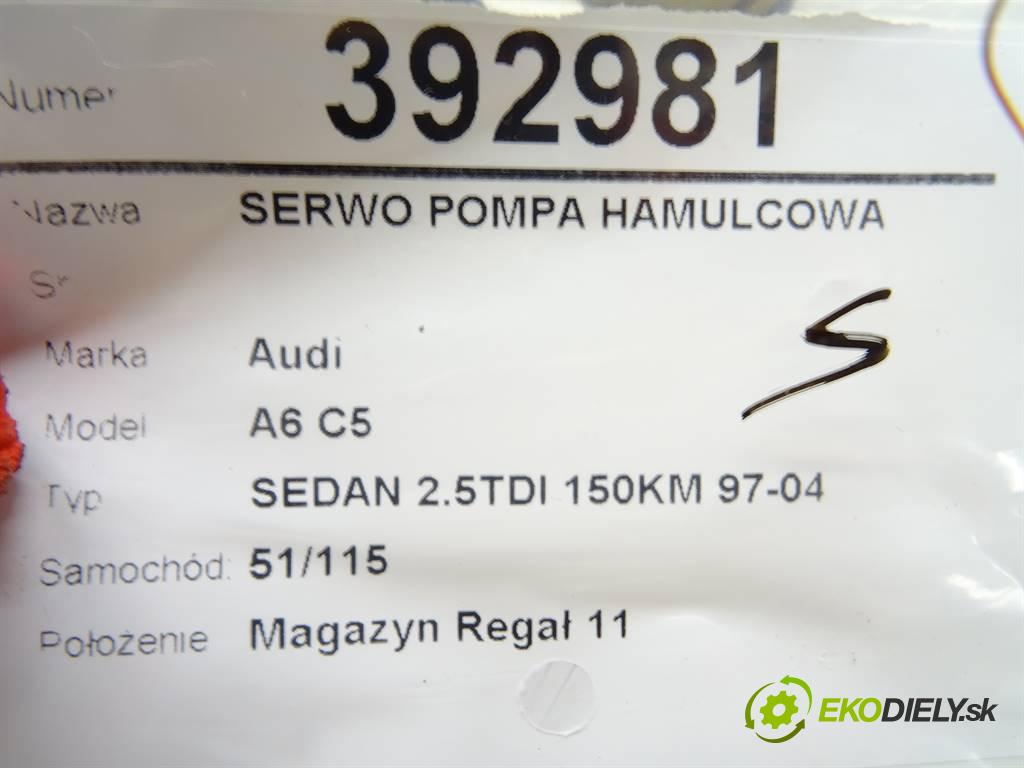 Numer 392981
Nazwa SERWO POMPA HAMULCOWA
Marka Audi
Model A6 C5
Typ SEDAN 2.5TDI 150KM 97-04
Samochód: 51/115
Położenie Magazyn Regał 11
S
EKODIELY.sk